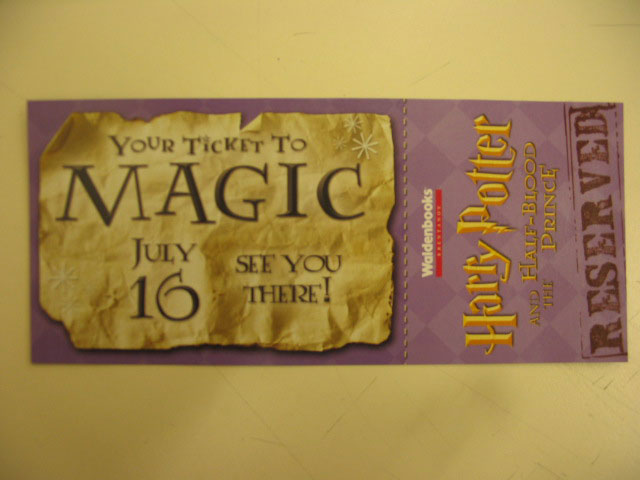 YOUR TICKET TO
MAGIC
JULY
16
SEE YOU
THERE!
Waldenbooks
Harry Potter
AND THE HALF-BLOOD
PRINCE
RESERVED